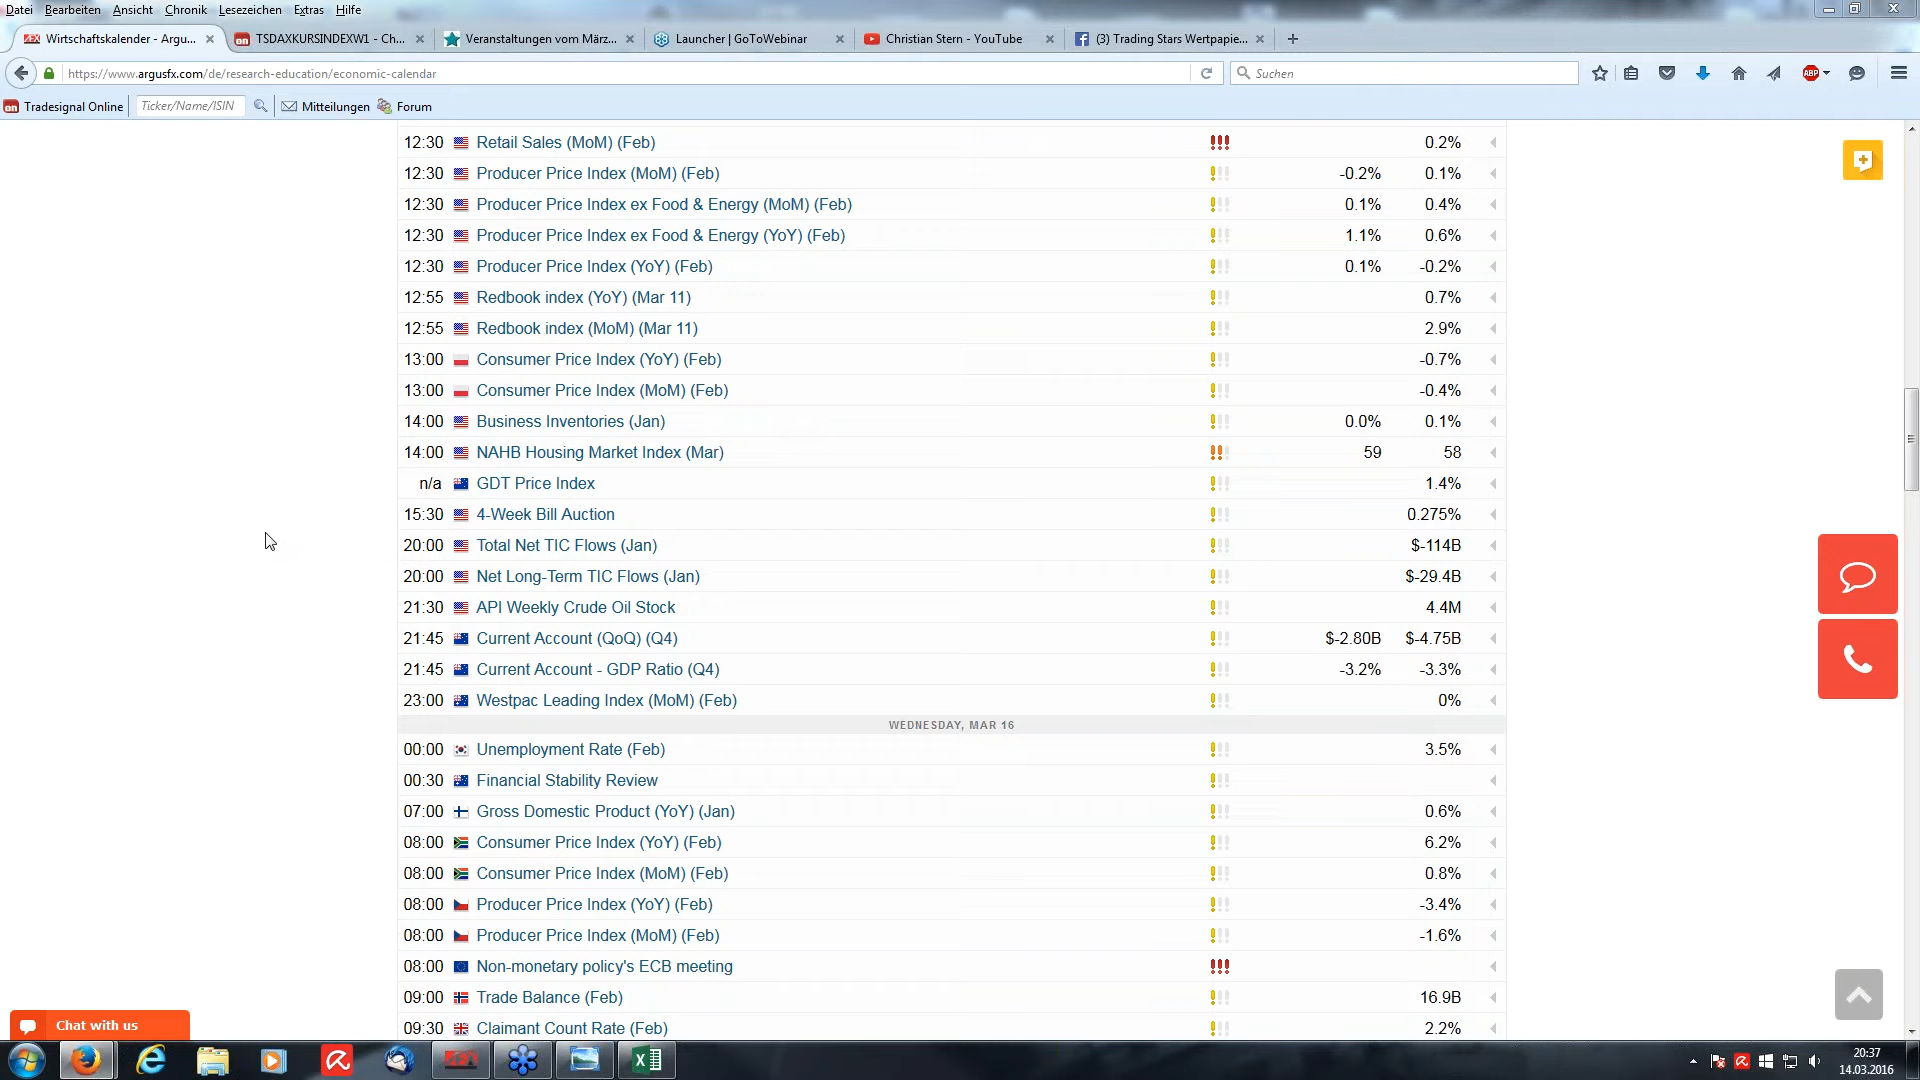 Datei Bearbeiten Ansicht Chronik Lesezeichen Extras Hilfe
Wirtschaftskalender - Argu... TSDAXKURSINDEXW1 - Ch... Veranstaltungen vom März... Launcher | GoToWebinar Christian Stern - YouTube (3) Trading Stars Wertpapie...
https://www.argusfx.com/de/research-education/economic-calendar Suchen ABP
on Tradesignal Online Ticker/Name/ISIN Mitteilungen Forum
12:30 Retail Sales (MoM) (Feb) 0.2%
12:30 Producer Price Index (MoM) (Feb) -0.2% 0.1%
12:30 Producer Price Index ex Food & Energy (MoM) (Feb) 0.1% 0.4%
12:30 Producer Price Index ex Food & Energy (YoY) (Feb) 1.1% 0.6%
12:30 Producer Price Index (YoY) (Feb) 0.1% -0.2%
12:55 Redbook index (YoY) (Mar 11) 0.7%
12:55 Redbook index (MoM) (Mar 11) 2.9%
13:00 Consumer Price Index (YoY) (Feb) -0.7%
13:00 Consumer Price Index (MoM) (Feb) -0.4%
14:00 Business Inventories (Jan) 0.0% 0.1%
14:00 NAHB Housing Market Index (Mar) 59 58
n/a GDT Price Index 1.4%
15:30 4-Week Bill Auction 0.275%
20:00 Total Net TIC Flows (Jan) $-114B
20:00 Net Long-Term TIC Flows (Jan) $-29.4B
21:30 API Weekly Crude Oil Stock 4.4M
21:45 Current Account (QoQ) (Q4) $-2.80B $-4.75B
21:45 Current Account - GDP Ratio (Q4) -3.2% -3.3%
23:00 Westpac Leading Index (MoM) (Feb) 0%
WEDNESDAY, MAR 16
00:00 Unemployment Rate (Feb) 3.5%
00:30 Financial Stability Review
07:00 Gross Domestic Product (YoY) (Jan) 0.6%
08:00 Consumer Price Index (YoY) (Feb) 6.2%
08:00 Consumer Price Index (MoM) (Feb) 0.8%
08:00 Producer Price Index (YoY) (Feb) -3.4%
08:00 Producer Price Index (MoM) (Feb) -1.6%
08:00 Non-monetary policy's ECB meeting
09:00 Trade Balance (Feb) 16.9B
09:30 Claimant Count Rate (Feb) 2.2%
Chat with us
20:37
14.03.2016